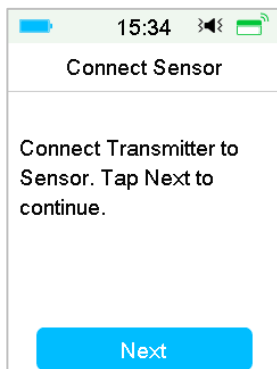 15:34
Connect Sensor
Connect Transmitter to
Sensor. Tap Next to
continue.
Next